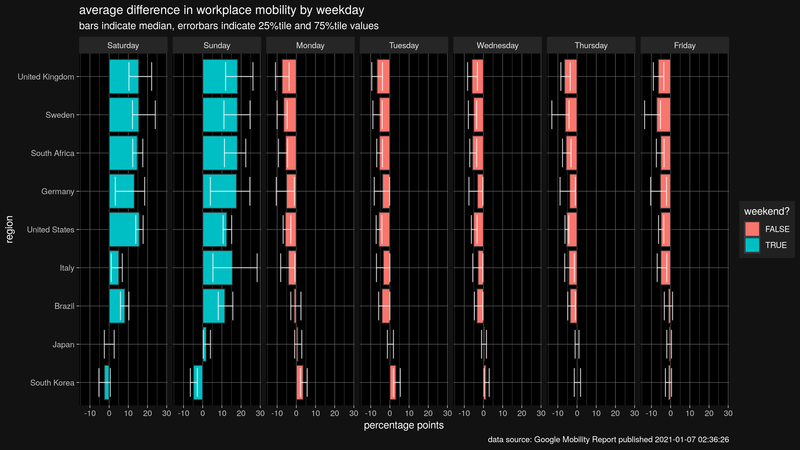 average difference in workplace mobility by weekday
bars indicate median, errorbars indicate 25%tile and 75%tile values
Saturday Sunday Monday Tuesday Wednesday Thursday Friday
United Kingdom
Sweden
South Africa
Germany
United States
Italy
Brazil
Japan
South Korea
region
weekend?
FALSE
TRUE
-10 0 10 20 30 -10 0 10 20 30 -10 0 10 20 30 -10 0 10 20 30 -10 0 10 20 30 -10 0 10 20 30 -10 0 10 20 30
percentage points
data source: Google Mobility Report published 2021-01-07 02:36:26